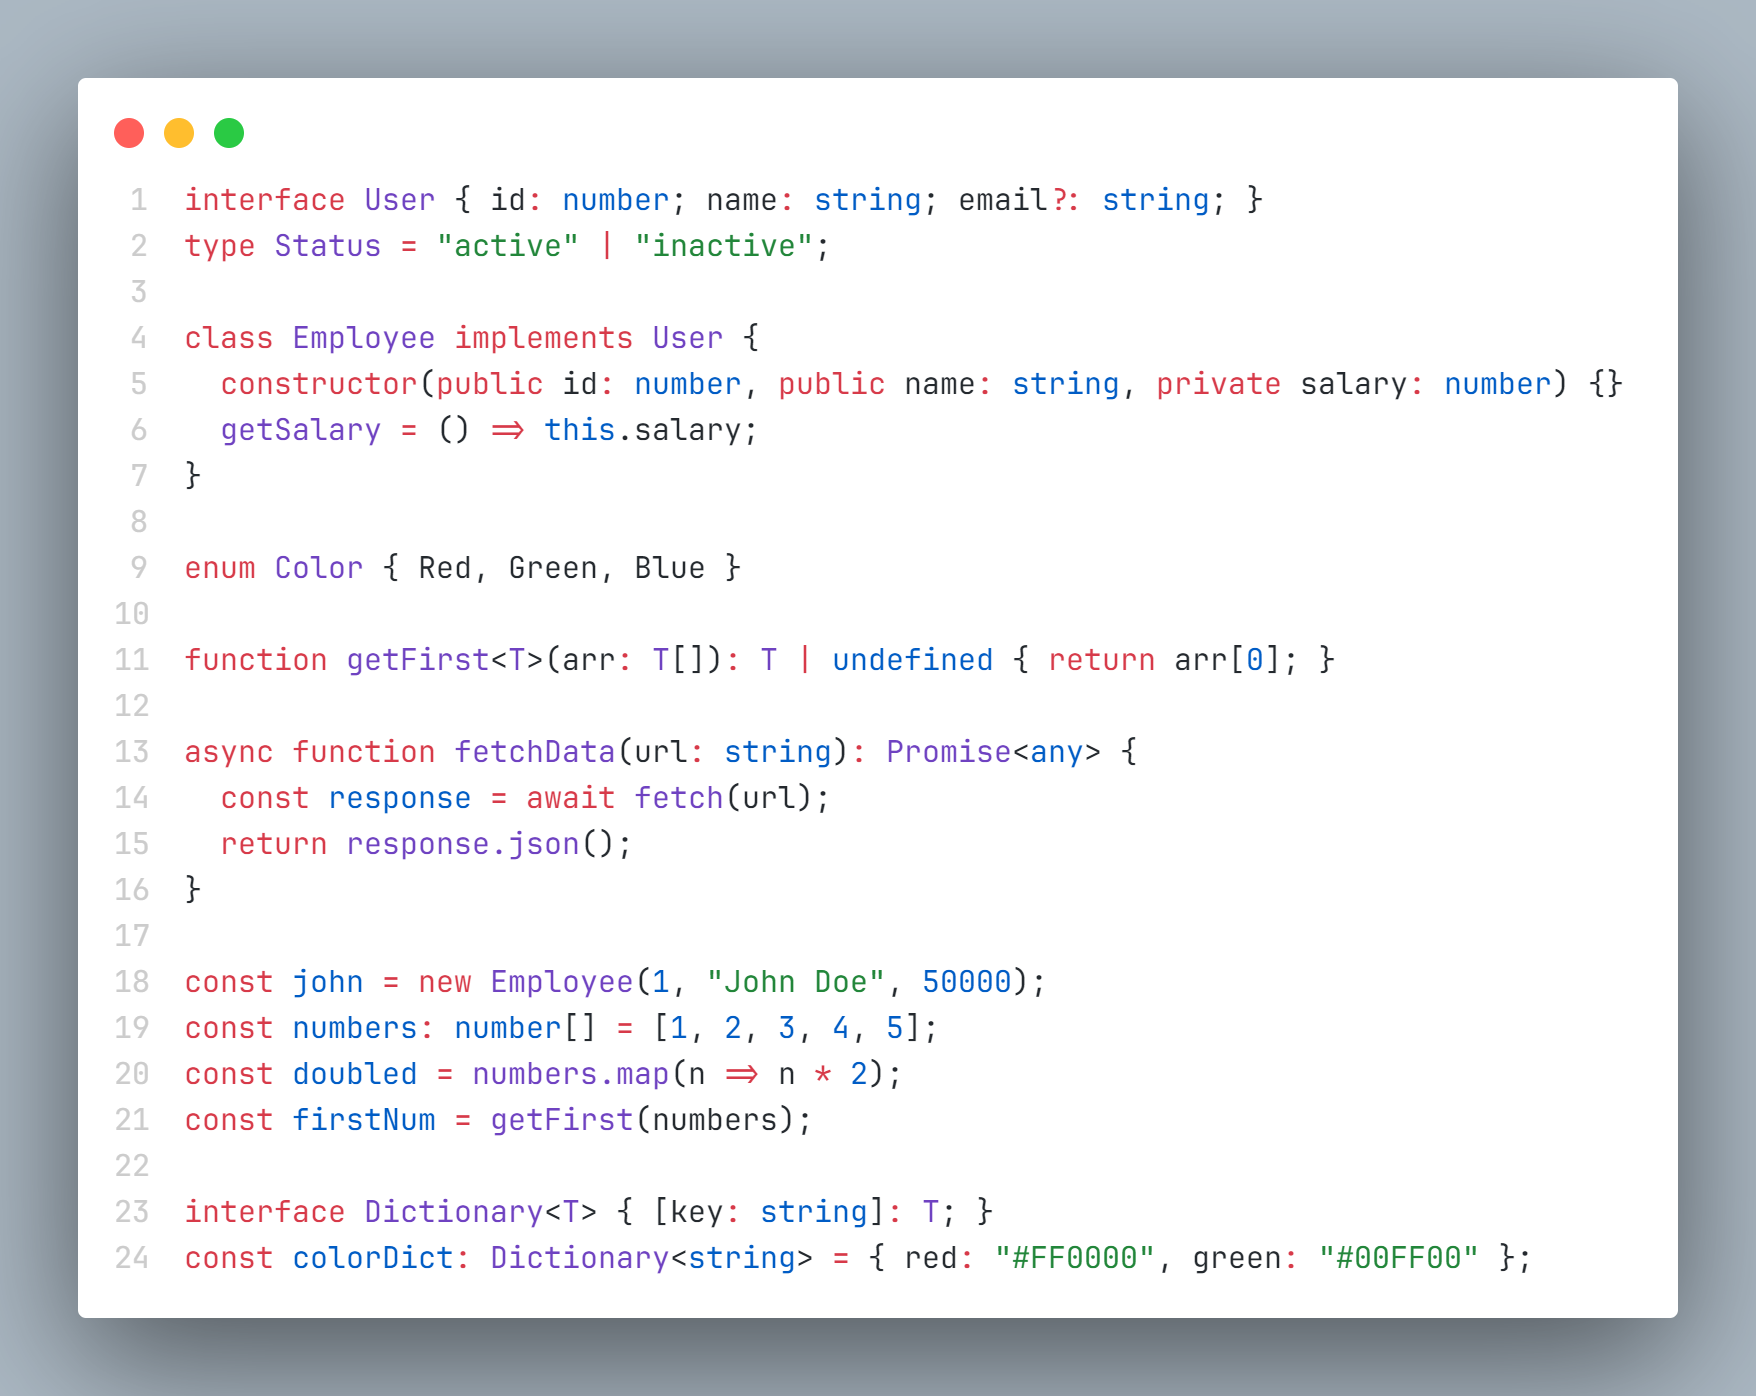 1 interface User { id: number; name: string; email?: string; }
2 type Status = "active" | "inactive";
3
4 class Employee implements User {
5   constructor(public id: number, public name: string, private salary: number) {}
6   getSalary = () => this.salary;
7 }
8
9 enum Color { Red, Green, Blue }
10
11 function getFirst<T>(arr: T[]): T | undefined { return arr[0]; }
12
13 async function fetchData(url: string): Promise<any> {
14   const response = await fetch(url);
15   return response.json();
16 }
17
18 const john = new Employee(1, "John Doe", 50000);
19 const numbers: number[] = [1, 2, 3, 4, 5];
20 const doubled = numbers.map(n => n * 2);
21 const firstNum = getFirst(numbers);
22
23 interface Dictionary<T> { [key: string]: T; }
24 const colorDict: Dictionary<string> = { red: "#FF0000", green: "#00FF00" };